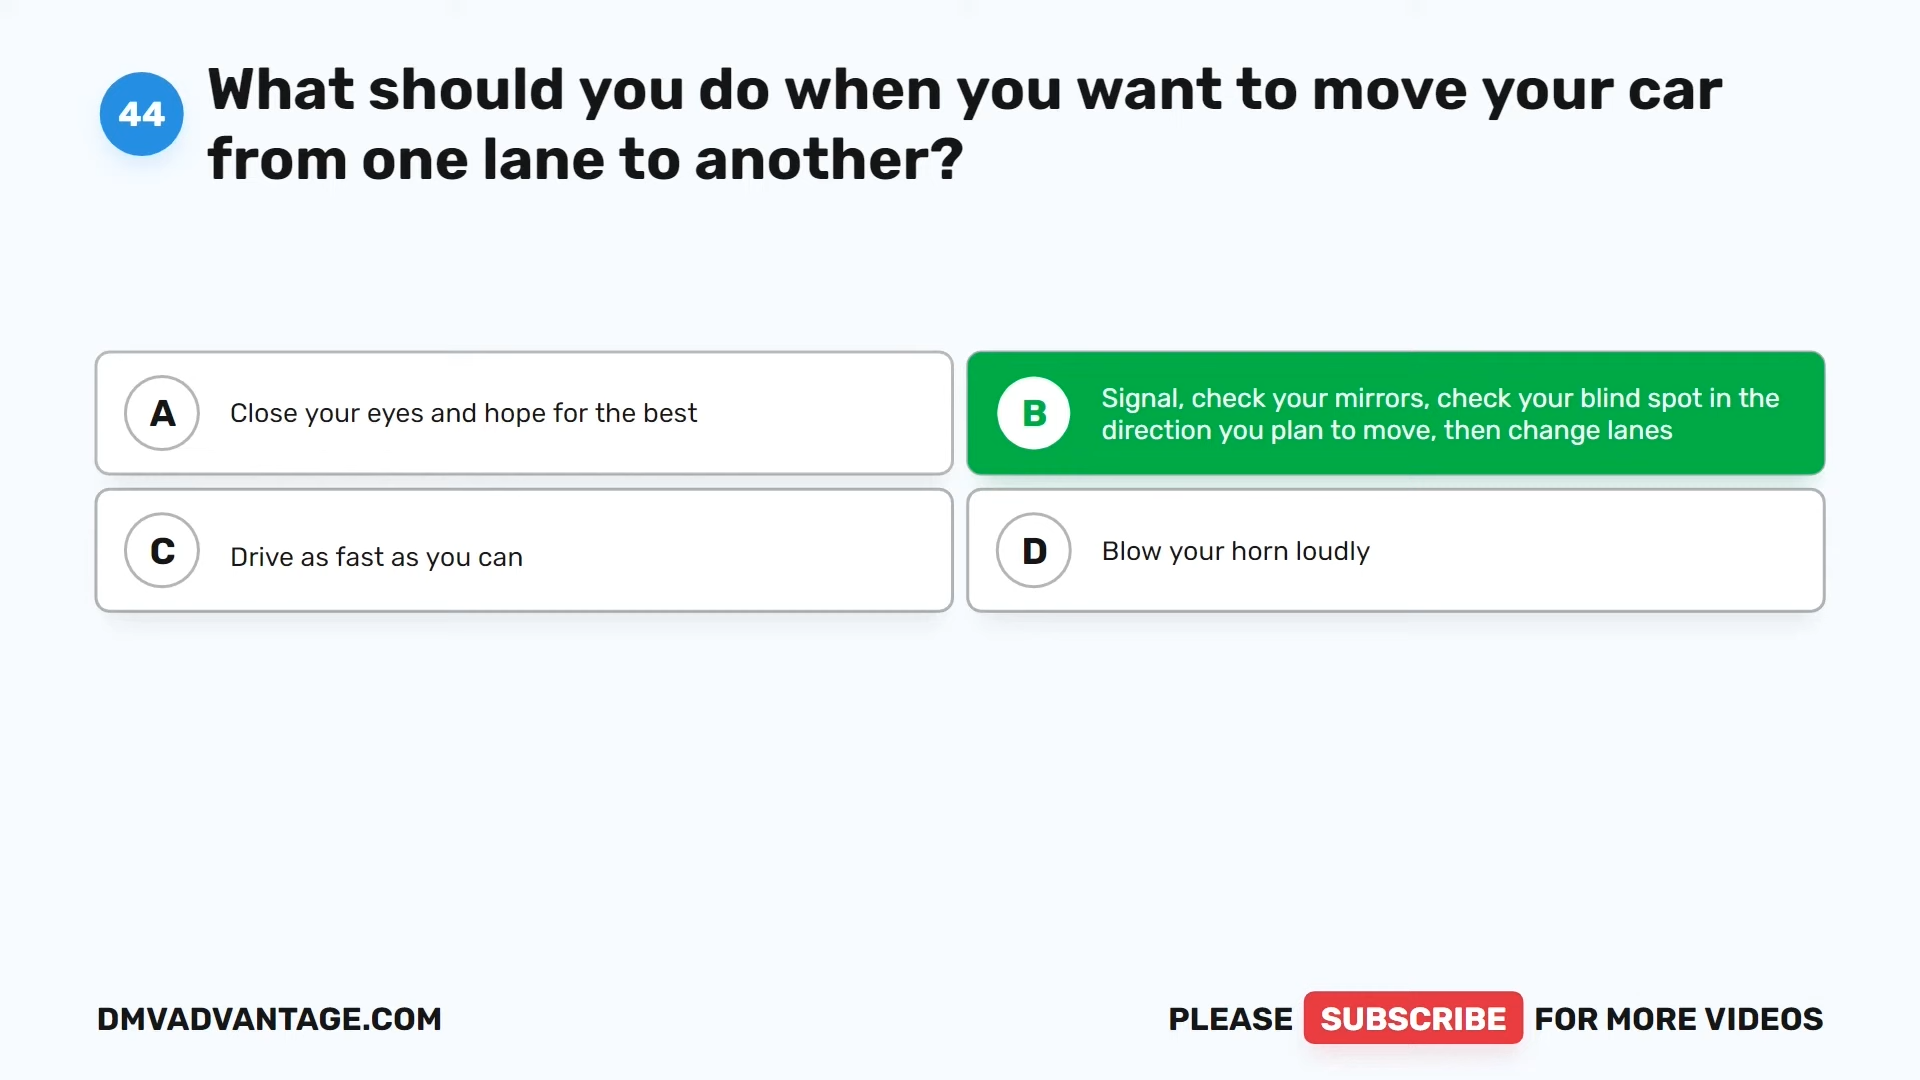 44
What should you do when you want to move your car
from one lane to another?
A
Close your eyes and hope for the best
B
Signal, check your mirrors, check your blind spot in the
direction you plan to move, then change lanes
C
Drive as fast as you can
D
Blow your horn loudly
DMVADVANTAGE.COM
PLEASE SUBSCRIBE FOR MORE VIDEOS